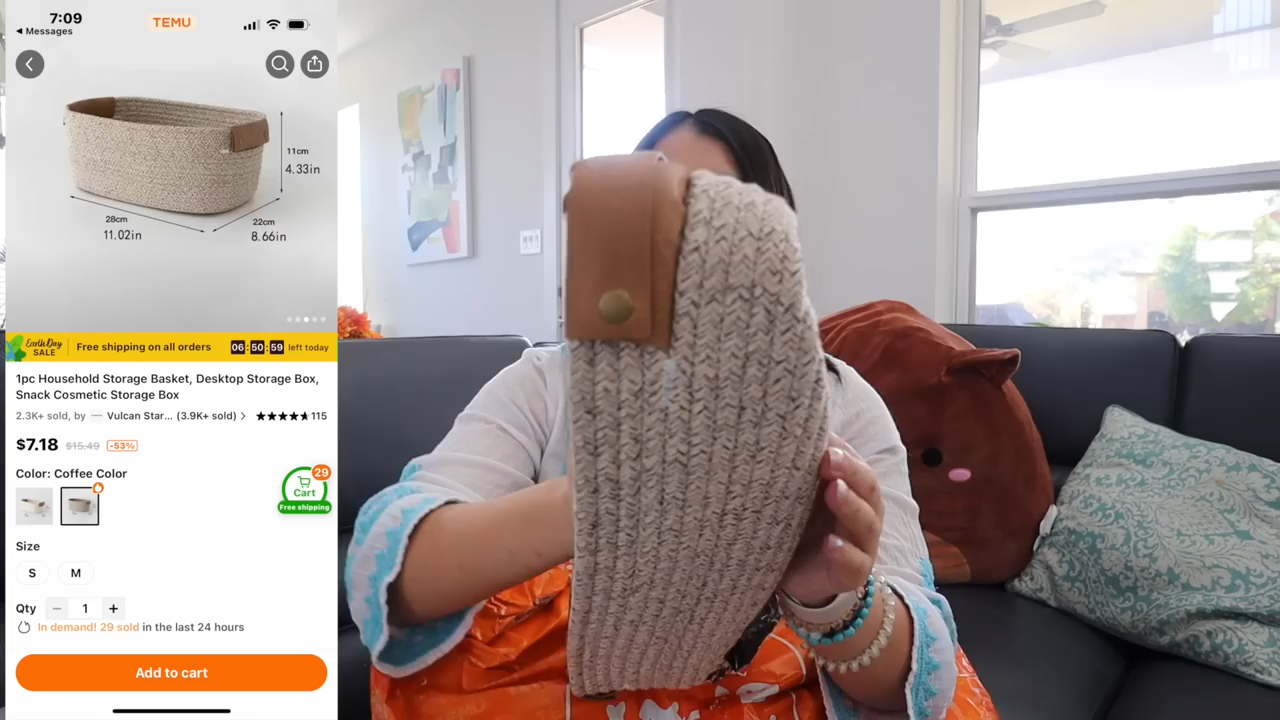 7:09
TEMU
◀ Messages
11cm
4.33in
28cm
11.02in
22cm
8.66in
EarthDay
SALE
Free shipping on all orders
06:50:59 left today
1pc Household Storage Basket, Desktop Storage Box,
Snack Cosmetic Storage Box
2.3K+ sold, by Vulcan Star... (3.9K+ sold) >
115
$7.18 $15.49 -53%
Color: Coffee Color
29
Cart
Free shipping
Size
S M
Qty − 1 +
In demand! 29 sold in the last 24 hours
Add to cart
TEMU